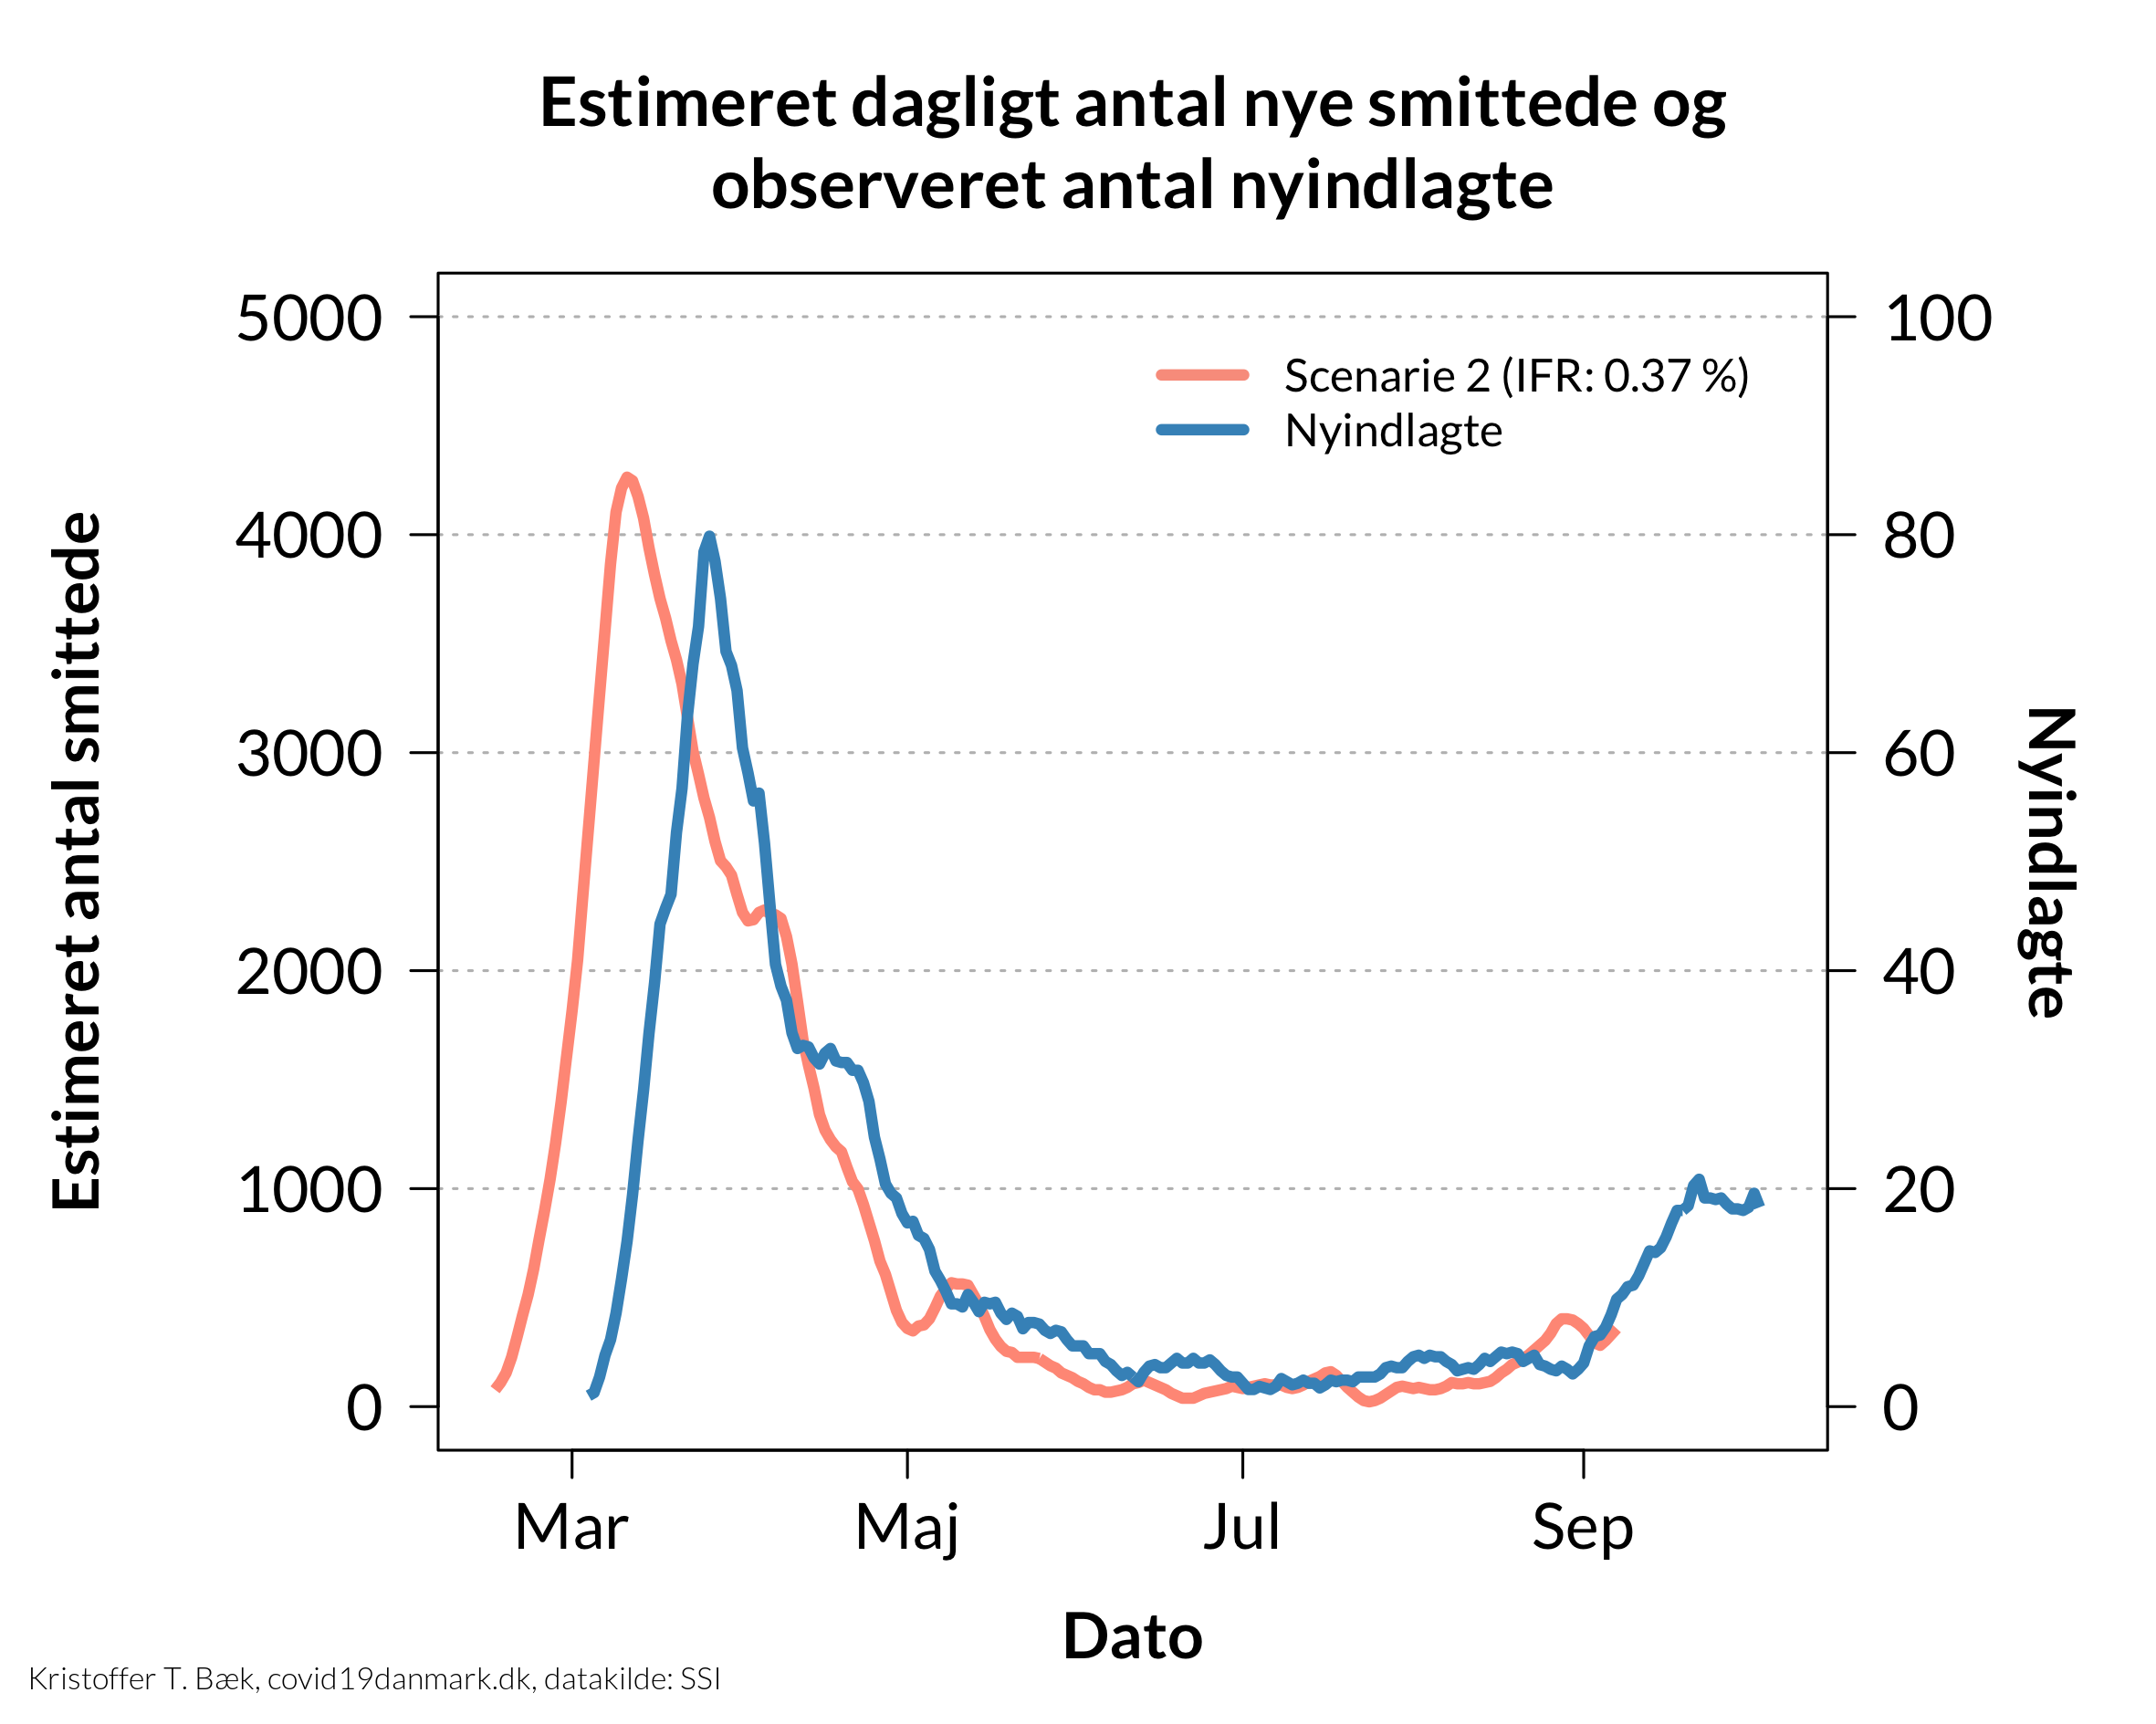 Estimeret dagligt antal nye smittede og
observeret antal nyindlagte
Estimeret antal smittede
5000
4000
3000
2000
1000
0
Scenarie 2 (IFR: 0.37 %)
Nyindlagte
100
80
60
40
20
0
Nyindlagte
Mar Maj Jul Sep
Dato
Kristoffer T. Bæk, covid19danmark.dk, datakilde: SSI